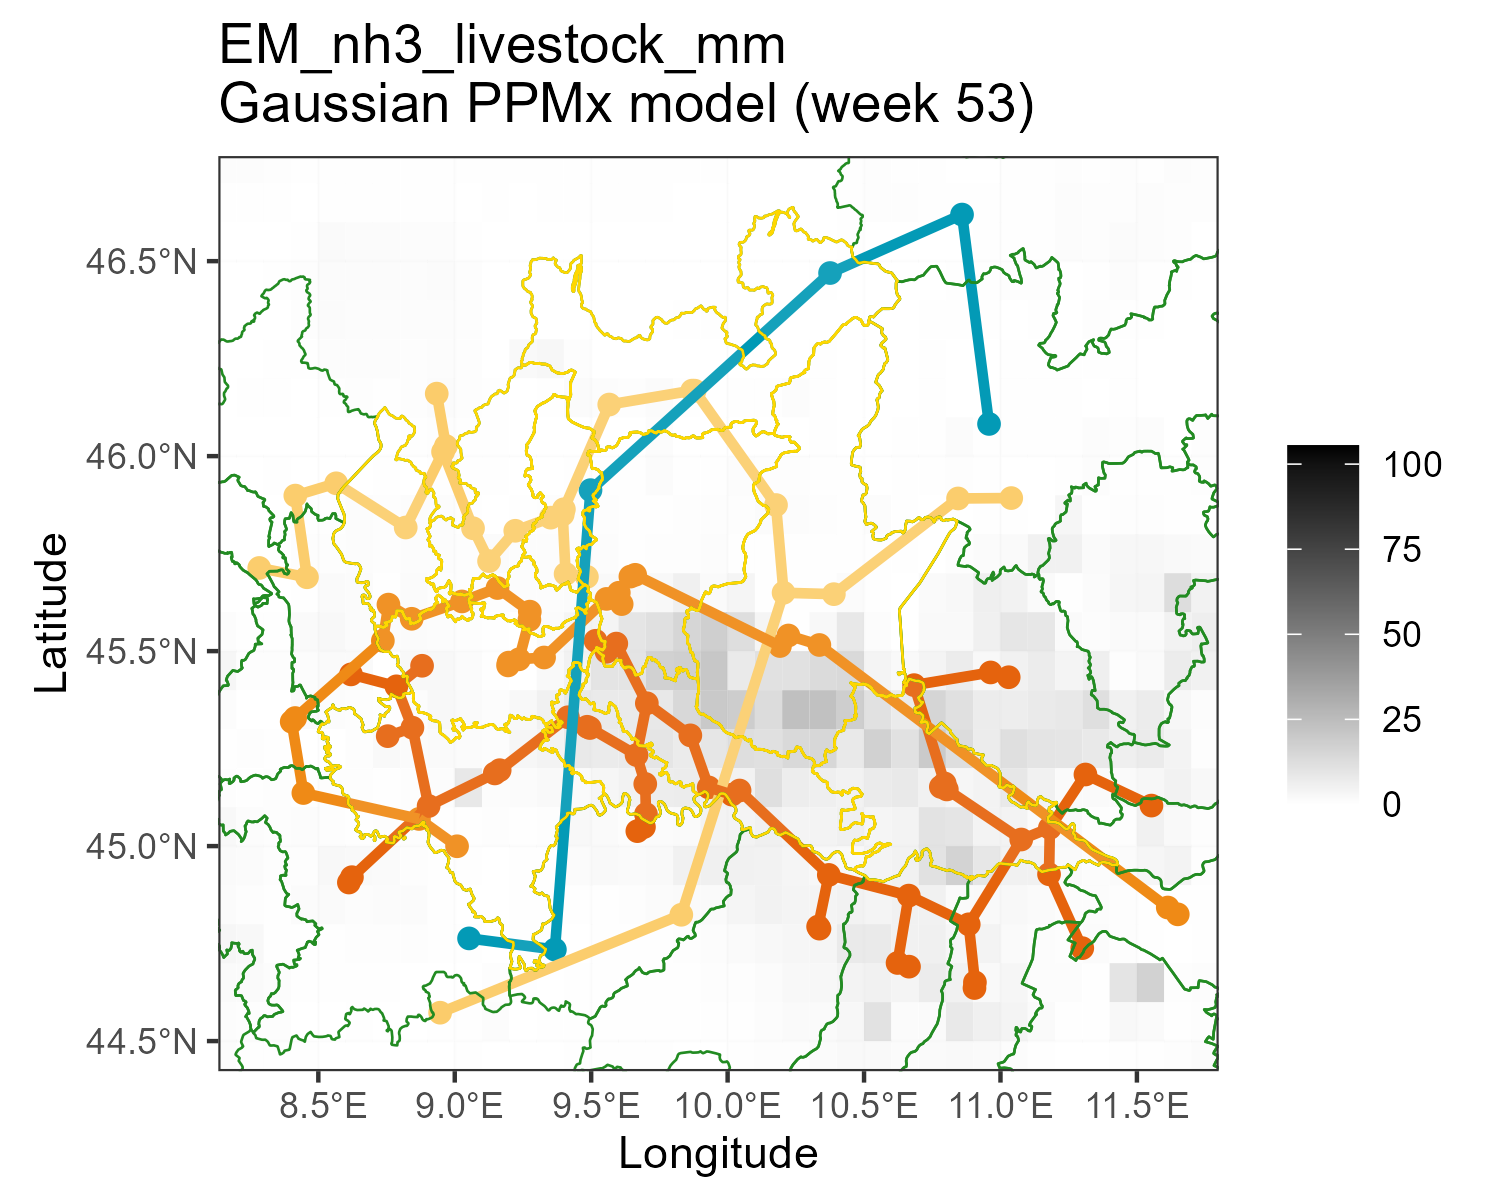 EM_nh3_livestock_mm
Gaussian PPMx model (week 53)
46.5°N
46.0°N
45.5°N
45.0°N
44.5°N
Latitude
8.5°E
9.0°E
9.5°E
10.0°E
10.5°E
11.0°E
11.5°E
Longitude
100
75
50
25
0